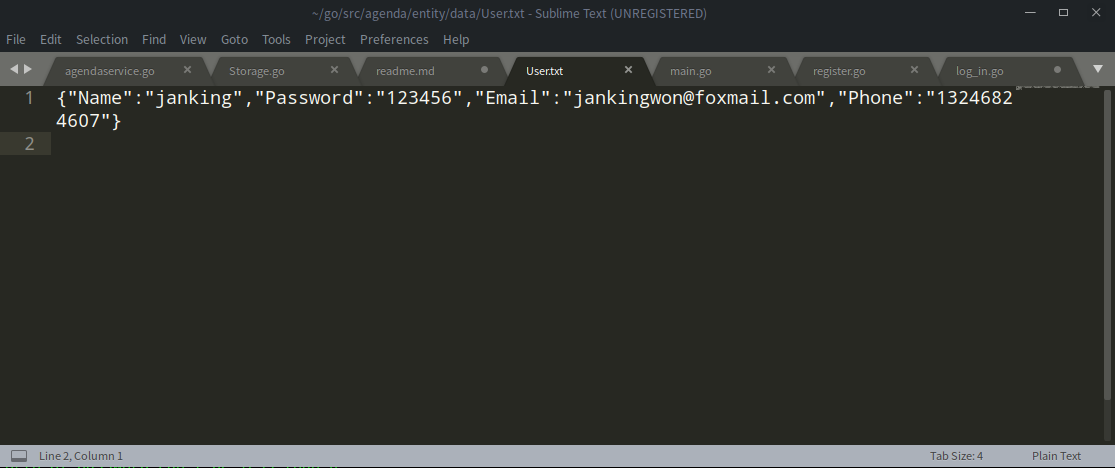 ~/go/src/agenda/entity/data/User.txt - Sublime Text (UNREGISTERED)
File Edit Selection Find View Goto Tools Project Preferences Help
agendaservice.go Storage.go readme.md User.txt main.go register.go log_in.go
1 {"Name":"janking","Password":"123456","Email":"jankingwon@foxmail.com","Phone":"1324682
4607"}
2
Line 2, Column 1 Tab Size: 4 Plain Text